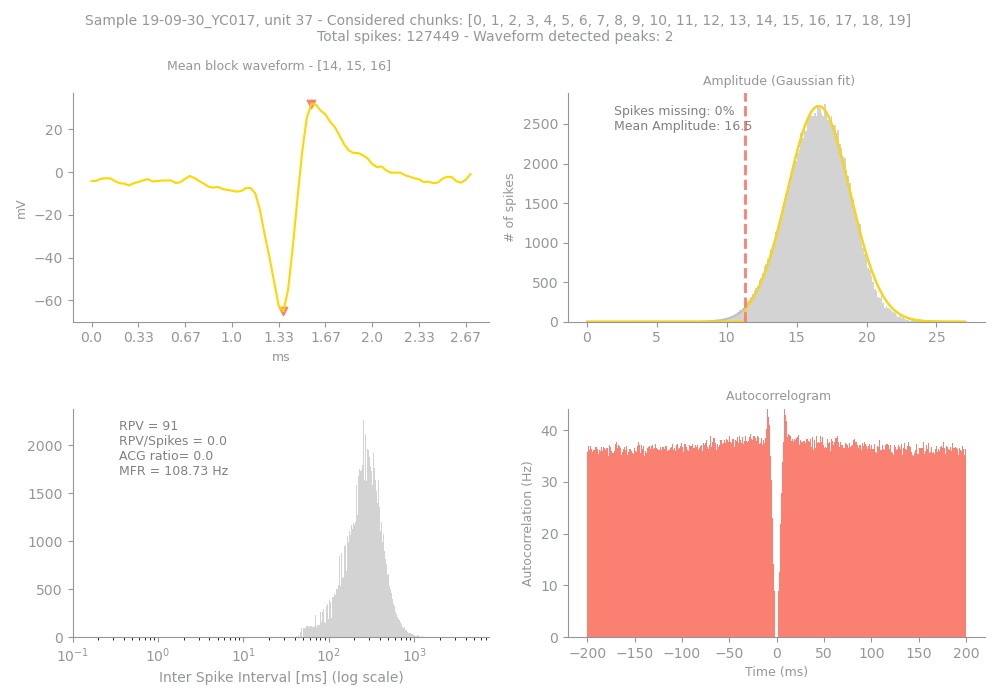 Sample 19-09-30_YC017, unit 37 - Considered chunks: [0, 1, 2, 3, 4, 5, 6, 7, 8, 9, 10, 11, 12, 13, 14, 15, 16, 17, 18, 19]
Total spikes: 127449 - Waveform detected peaks: 2
Mean block waveform - [14, 15, 16]
20
0
−20
−40
−60
mV
0.0 0.33 0.67 1.0 1.33 1.67 2.0 2.33 2.67
ms
Amplitude (Gaussian fit)
Spikes missing: 0%
Mean Amplitude: 16.5
2500
2000
1500
1000
500
0
# of spikes
0 5 10 15 20 25
RPV = 91
RPV/Spikes = 0.0
ACG ratio= 0.0
MFR = 108.73 Hz
2000
1500
1000
500
0
10⁻¹ 10⁰ 10¹ 10² 10³
Inter Spike Interval [ms] (log scale)
Autocorrelogram
40
30
20
10
0
Autocorrelation (Hz)
−200 −150 −100 −50 0 50 100 150 200
Time (ms)